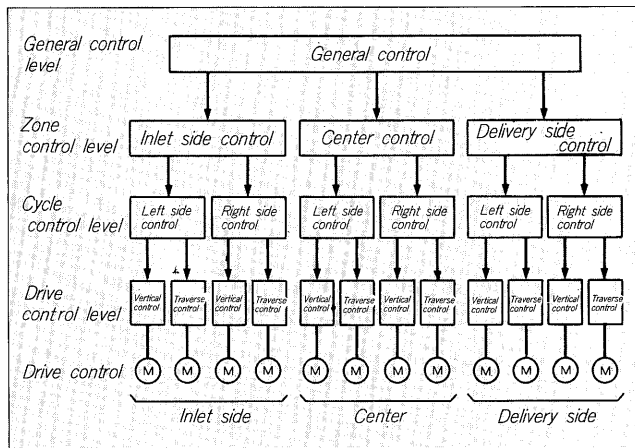 General control
level
General control
Zone
control level
Inlet side control
Center control
Delivery side
control
Cycle
control level
Left side
control
Right side
control
Left side
control
Right side
control
Left side
control
Right side
control
Drive
control level
Vertical
control
Traverse
control
Vertical
control
Traverse
control
Vertical
control
Traverse
control
Vertical
control
Traverse
control
Vertical
control
Traverse
control
Vertical
control
Traverse
control
Drive control
M M M M M M M M M M M M
Inlet side
Center
Delivery side